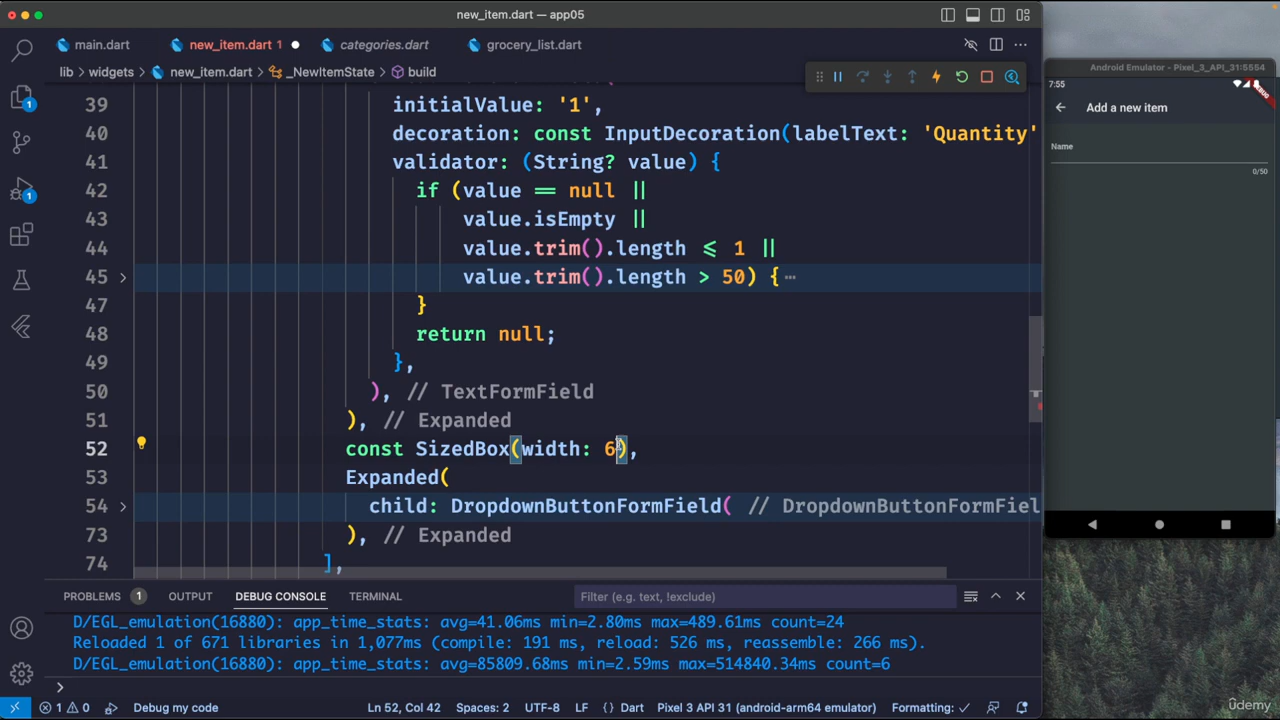 new_item.dart — app05
main.dart
new_item.dart 1
categories.dart
grocery_list.dart
lib > widgets > new_item.dart > _NewItemState > build
39 initialValue: '1',
40 decoration: const InputDecoration(labelText: 'Quantity'
41 validator: (String? value) {
42 if (value == null ||
43 value.isEmpty ||
44 value.trim().length <= 1 ||
45 value.trim().length > 50) { ⋯
47 }
48 return null;
49 },
50 ), // TextFormField
51 ), // Expanded
52 const SizedBox(width: 6),
53 Expanded(
54 child: DropdownButtonFormField( // DropdownButtonFormFiel
73 ), // Expanded
74 ],
PROBLEMS 1 OUTPUT DEBUG CONSOLE TERMINAL
Filter (e.g. text, !exclude)
D/EGL_emulation(16880): app_time_stats: avg=41.06ms min=2.80ms max=489.61ms count=24
Reloaded 1 of 671 libraries in 1,077ms (compile: 191 ms, reload: 526 ms, reassemble: 266 ms).
D/EGL_emulation(16880): app_time_stats: avg=85809.68ms min=2.59ms max=514840.34ms count=6
>
1 0 Debug my code Ln 52, Col 42 Spaces: 2 UTF-8 LF {} Dart Pixel 3 API 31 (android-arm64 emulator) Formatting: ✓
1
1
Android Emulator - Pixel_3_API_31:5554
7:55
DEBUG
Add a new item
Name
0/50
ûdemy